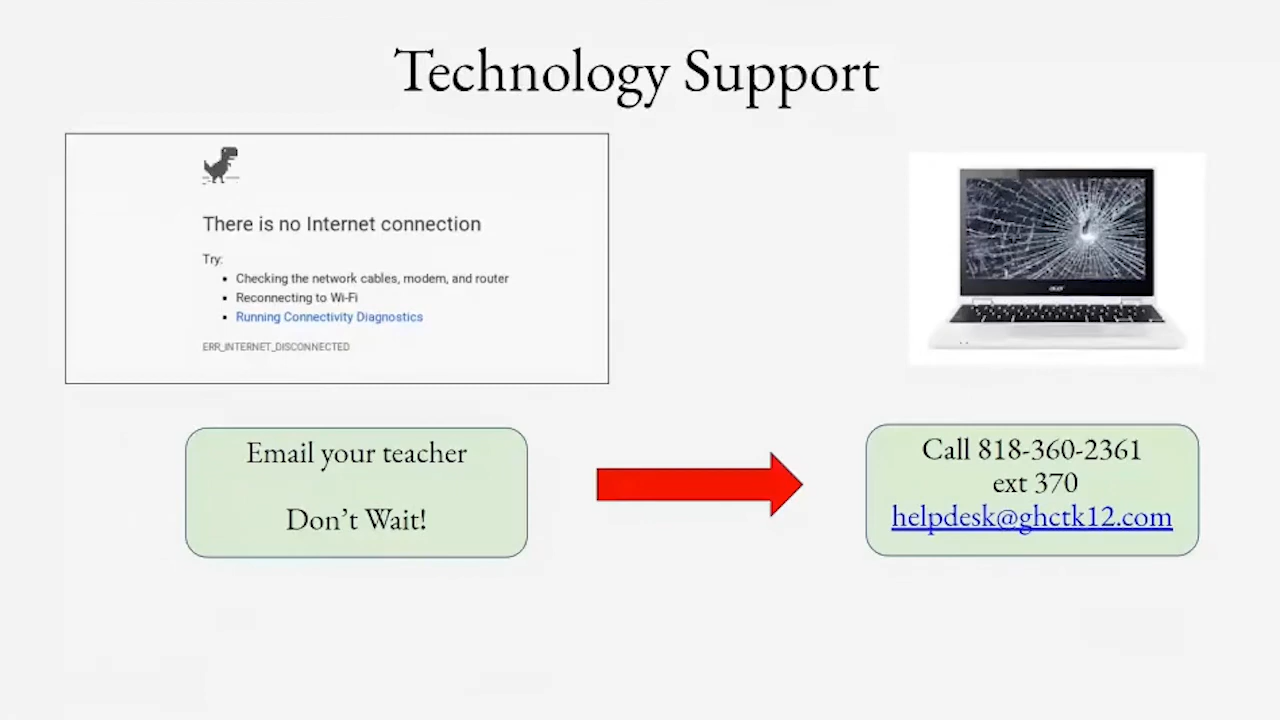 Technology Support
There is no Internet connection
Try:
Checking the network cables, modem, and router
Reconnecting to Wi-Fi
Running Connectivity Diagnostics
ERR_INTERNET_DISCONNECTED
acer
Email your teacher
Don’t Wait!
Call 818-360-2361
ext 370
helpdesk@ghctk12.com